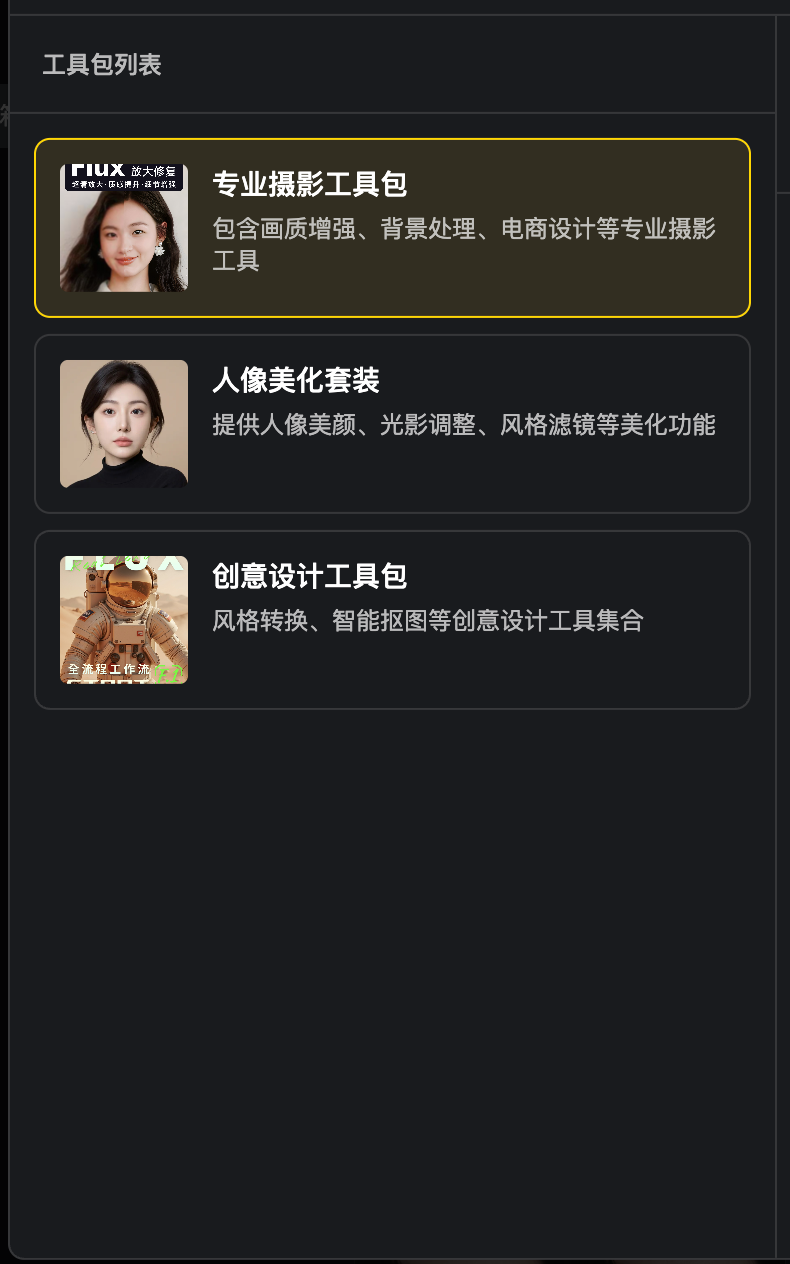 工具包列表
Flux 放大修复
专业摄影工具包
包含画质增强、背景处理、电商设计等专业摄影
工具
人像美化套装
提供人像美颜、光影调整、风格滤镜等美化功能
FLUX
创意设计工具包
风格转换、智能抠图等创意设计工具集合
全流程工作流